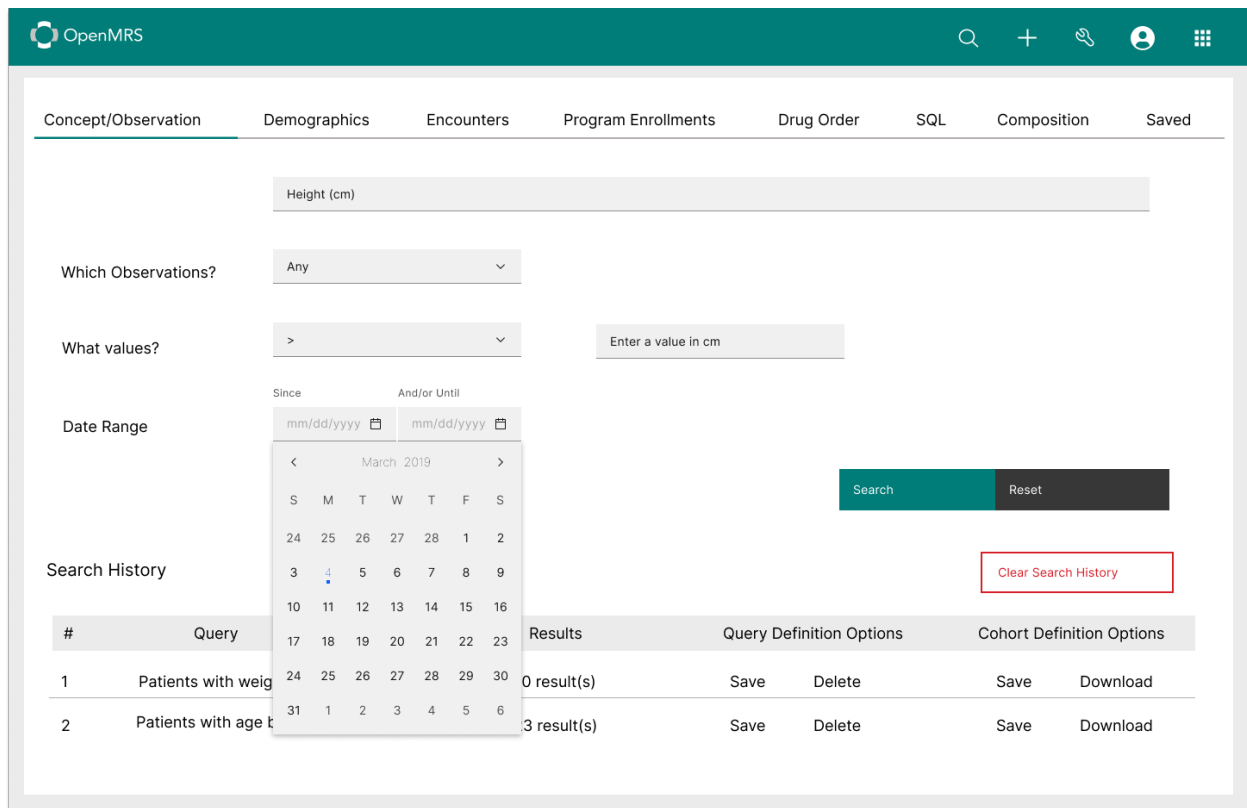 OpenMRS
Concept/Observation Demographics Encounters Program Enrollments Drug Order SQL Composition Saved
Height (cm)
Which Observations? Any
What values? > Enter a value in cm
Since And/or Until
Date Range mm/dd/yyyy mm/dd/yyyy
March 2019
Search Reset
S M T W T F S
24 25 26 27 28 1 2
Search History
Clear Search History
3 4 5 6 7 8 9
10 11 12 13 14 15 16
# Query Results Query Definition Options Cohort Definition Options
17 18 19 20 21 22 23
1 Patients with weig 0 result(s) Save Delete Save Download
24 25 26 27 28 29 30
31 1 2 3 4 5 6
2 Patients with age b 3 result(s) Save Delete Save Download